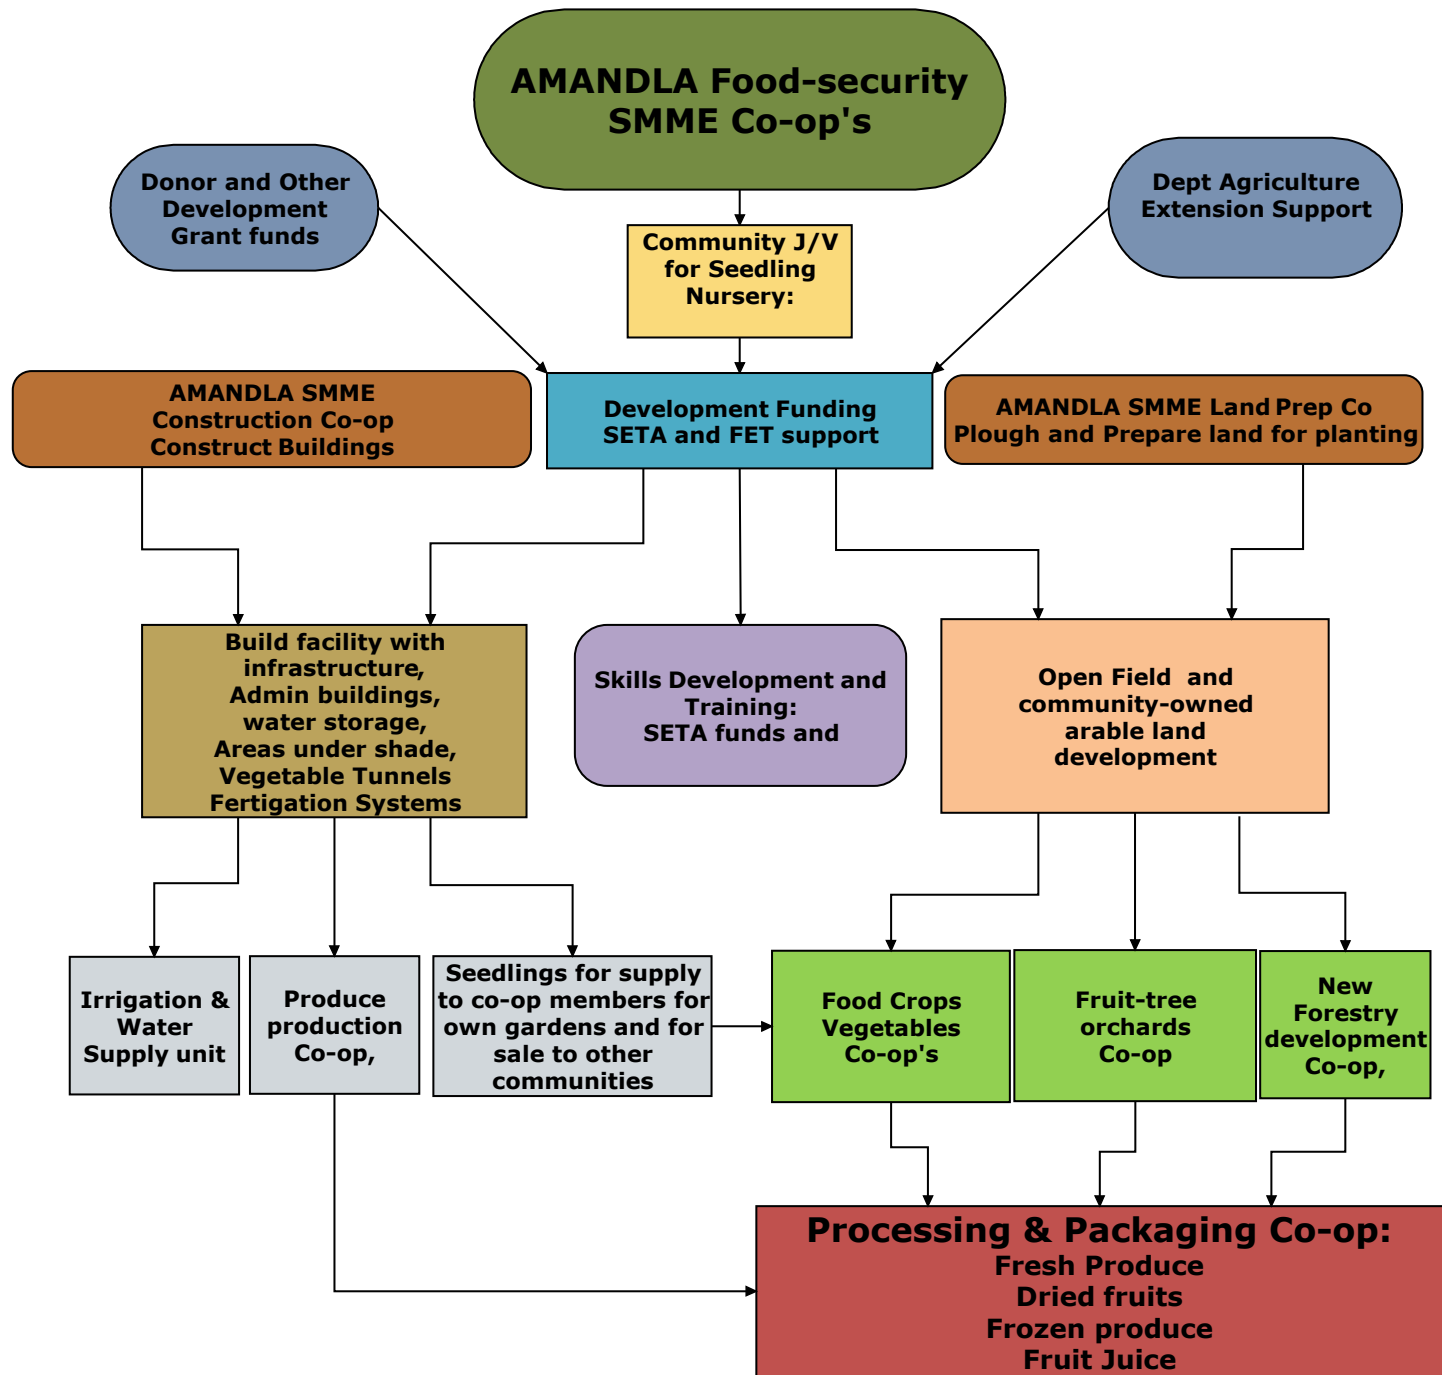 AMANDLA Food-security
SMME Co-op's
Donor and Other
Development
Grant funds
Dept Agriculture
Extension Support
Community J/V
for Seedling
Nursery:
AMANDLA SMME
Construction Co-op
Construct Buildings
Development Funding
SETA and FET support
AMANDLA SMME Land Prep Co
Plough and Prepare land for planting
Build facility with
infrastructure,
Admin buildings,
water storage,
Areas under shade,
Vegetable Tunnels
Fertigation Systems
Skills Development and
Training:
SETA funds and
Open Field and
community-owned
arable land
development
Irrigation &
Water
Supply unit
Produce
production
Co-op,
Seedlings for supply
to co-op members for
own gardens and for
sale to other
communities
Food Crops
Vegetables
Co-op's
Fruit-tree
orchards
Co-op
New
Forestry
development
Co-op,
Processing & Packaging Co-op:
Fresh Produce
Dried fruits
Frozen produce
Fruit Juice